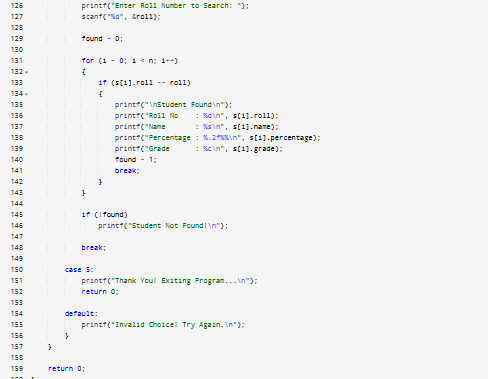 126 printf("Enter Roll Number to Search: ");
127 scanf("%d", &roll);
128
129 found = 0;
130
131 for (i = 0; i < n; i++)
132 {
133 if (s[i].roll == roll)
134 {
135 printf("\nStudent Found\n");
136 printf("Roll No : %d\n", s[i].roll);
137 printf("Name : %s\n", s[i].name);
138 printf("Percentage : %.2f%%\n", s[i].percentage);
139 printf("Grade : %c\n", s[i].grade);
140 found = 1;
141 break;
142 }
143 }
144
145 if (!found)
146 printf("Student Not Found!\n");
147
148 break;
149
150 case 5:
151 printf("Thank You! Exiting Program...\n");
152 return 0;
153
154 default:
155 printf("Invalid Choice! Try Again.\n");
156 }
157 }
158
159 return 0;